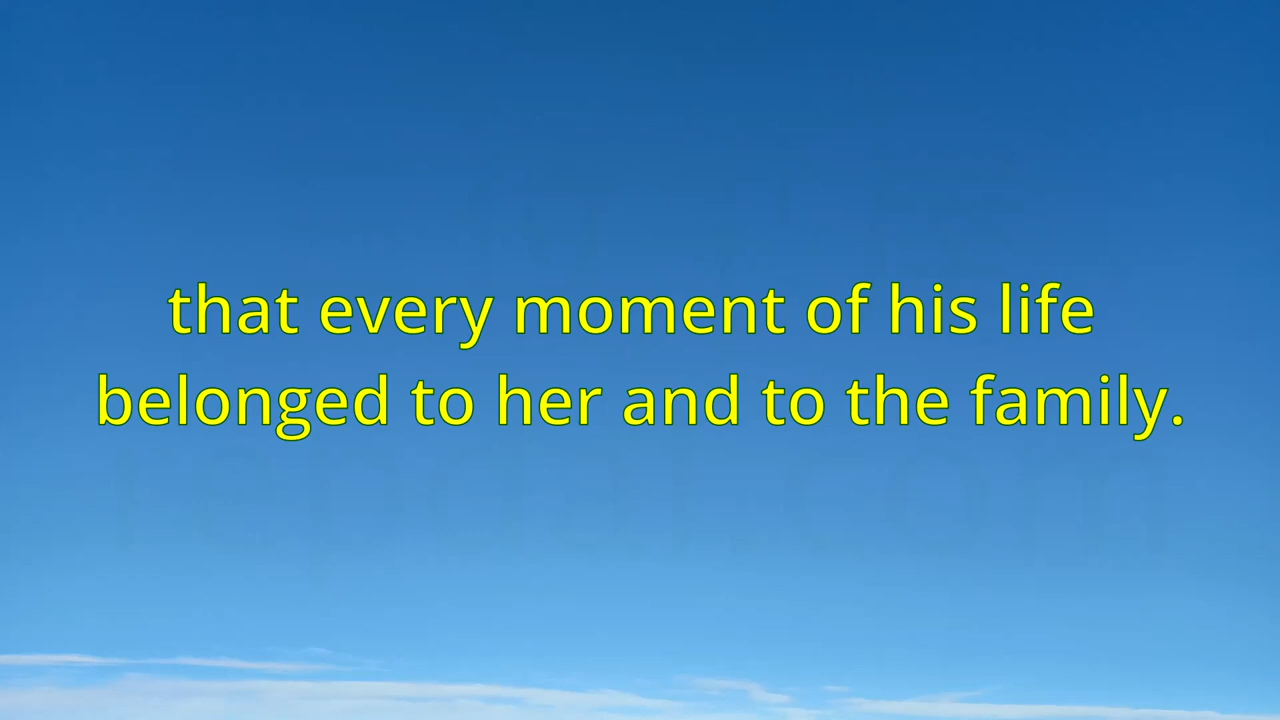 that every moment of his life
belonged to her and to the family.